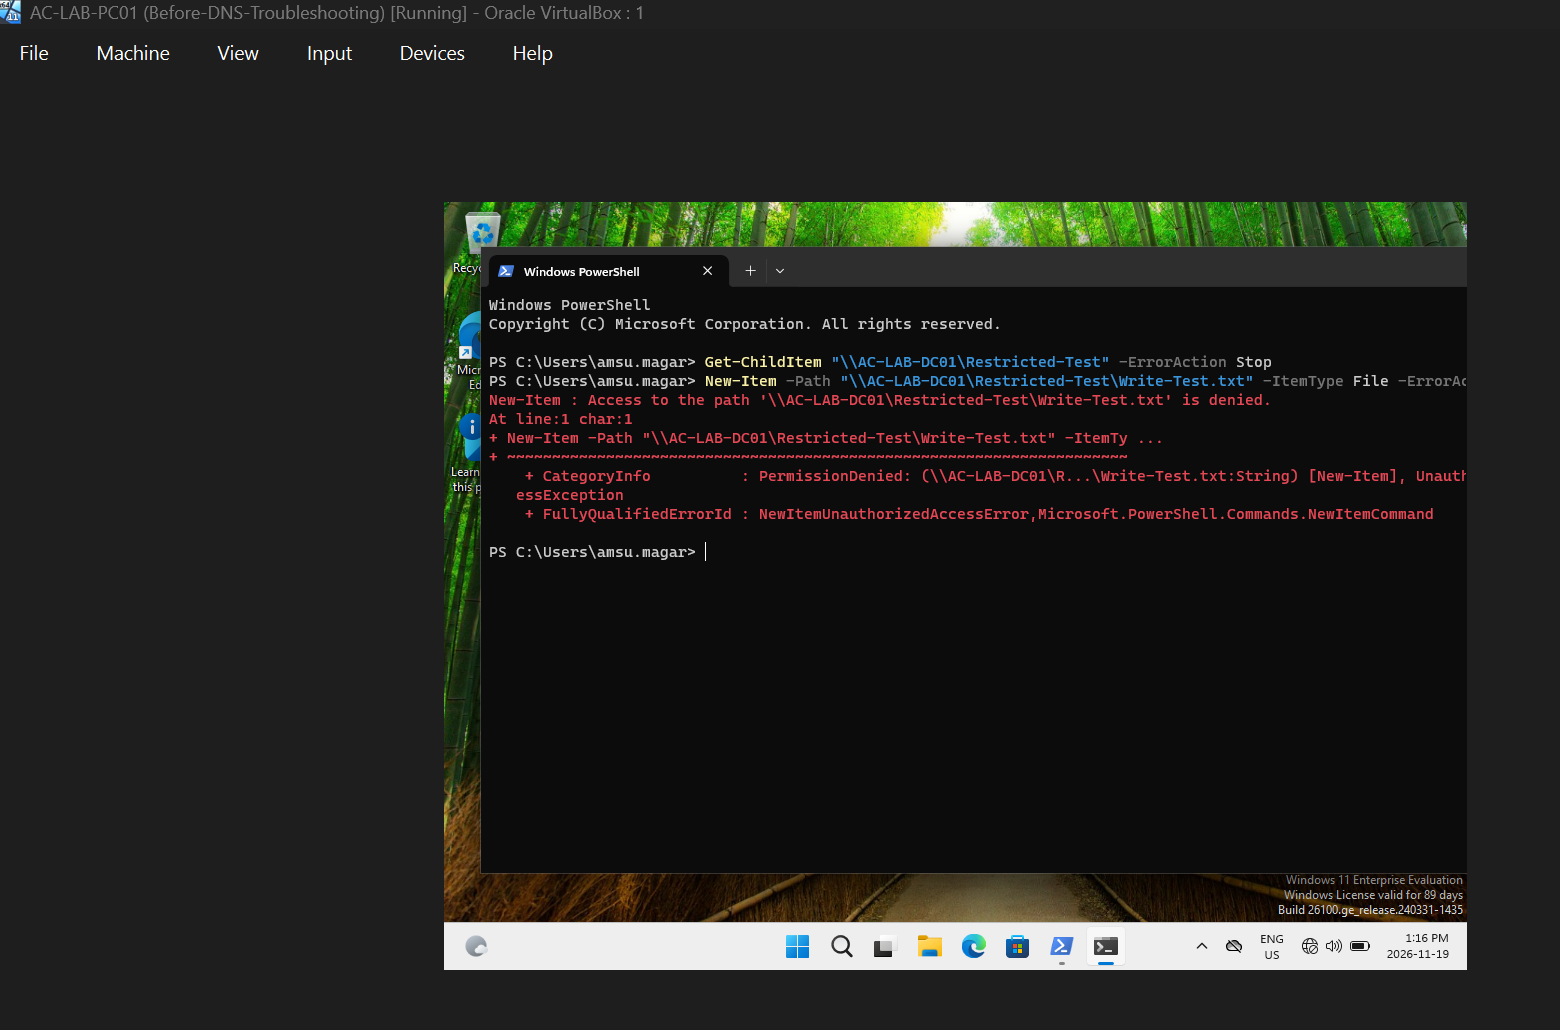 AC-LAB-PC01 (Before-DNS-Troubleshooting) [Running] - Oracle VirtualBox : 1
File Machine View Input Devices Help
Windows PowerShell
Windows PowerShell
Copyright (C) Microsoft Corporation. All rights reserved.
PS C:\Users\amsu.magar> Get-ChildItem "\\AC-LAB-DC01\Restricted-Test" -ErrorAction Stop
PS C:\Users\amsu.magar> New-Item -Path "\\AC-LAB-DC01\Restricted-Test\Write-Test.txt" -ItemType File -ErrorAc
New-Item : Access to the path '\\AC-LAB-DC01\Restricted-Test\Write-Test.txt' is denied.
At line:1 char:1
+ New-Item -Path "\\AC-LAB-DC01\Restricted-Test\Write-Test.txt" -ItemTy ...
+ ~~~~~~~~~~~~~~~~~~~~~~~~~~~~~~~~~~~~~~~~~~~~~~~~~~~~~~~~~~~~~~~~~~~~~
+ CategoryInfo : PermissionDenied: (\\AC-LAB-DC01\R...\Write-Test.txt:String) [New-Item], Unauth
essException
+ FullyQualifiedErrorId : NewItemUnauthorizedAccessError,Microsoft.PowerShell.Commands.NewItemCommand
PS C:\Users\amsu.magar>
Recyc
Micr
Ed
Learn
this p
Windows 11 Enterprise Evaluation
Windows License valid for 89 days
Build 26100.ge_release.240331-1435
ENG
US
1:16 PM
2026-11-19